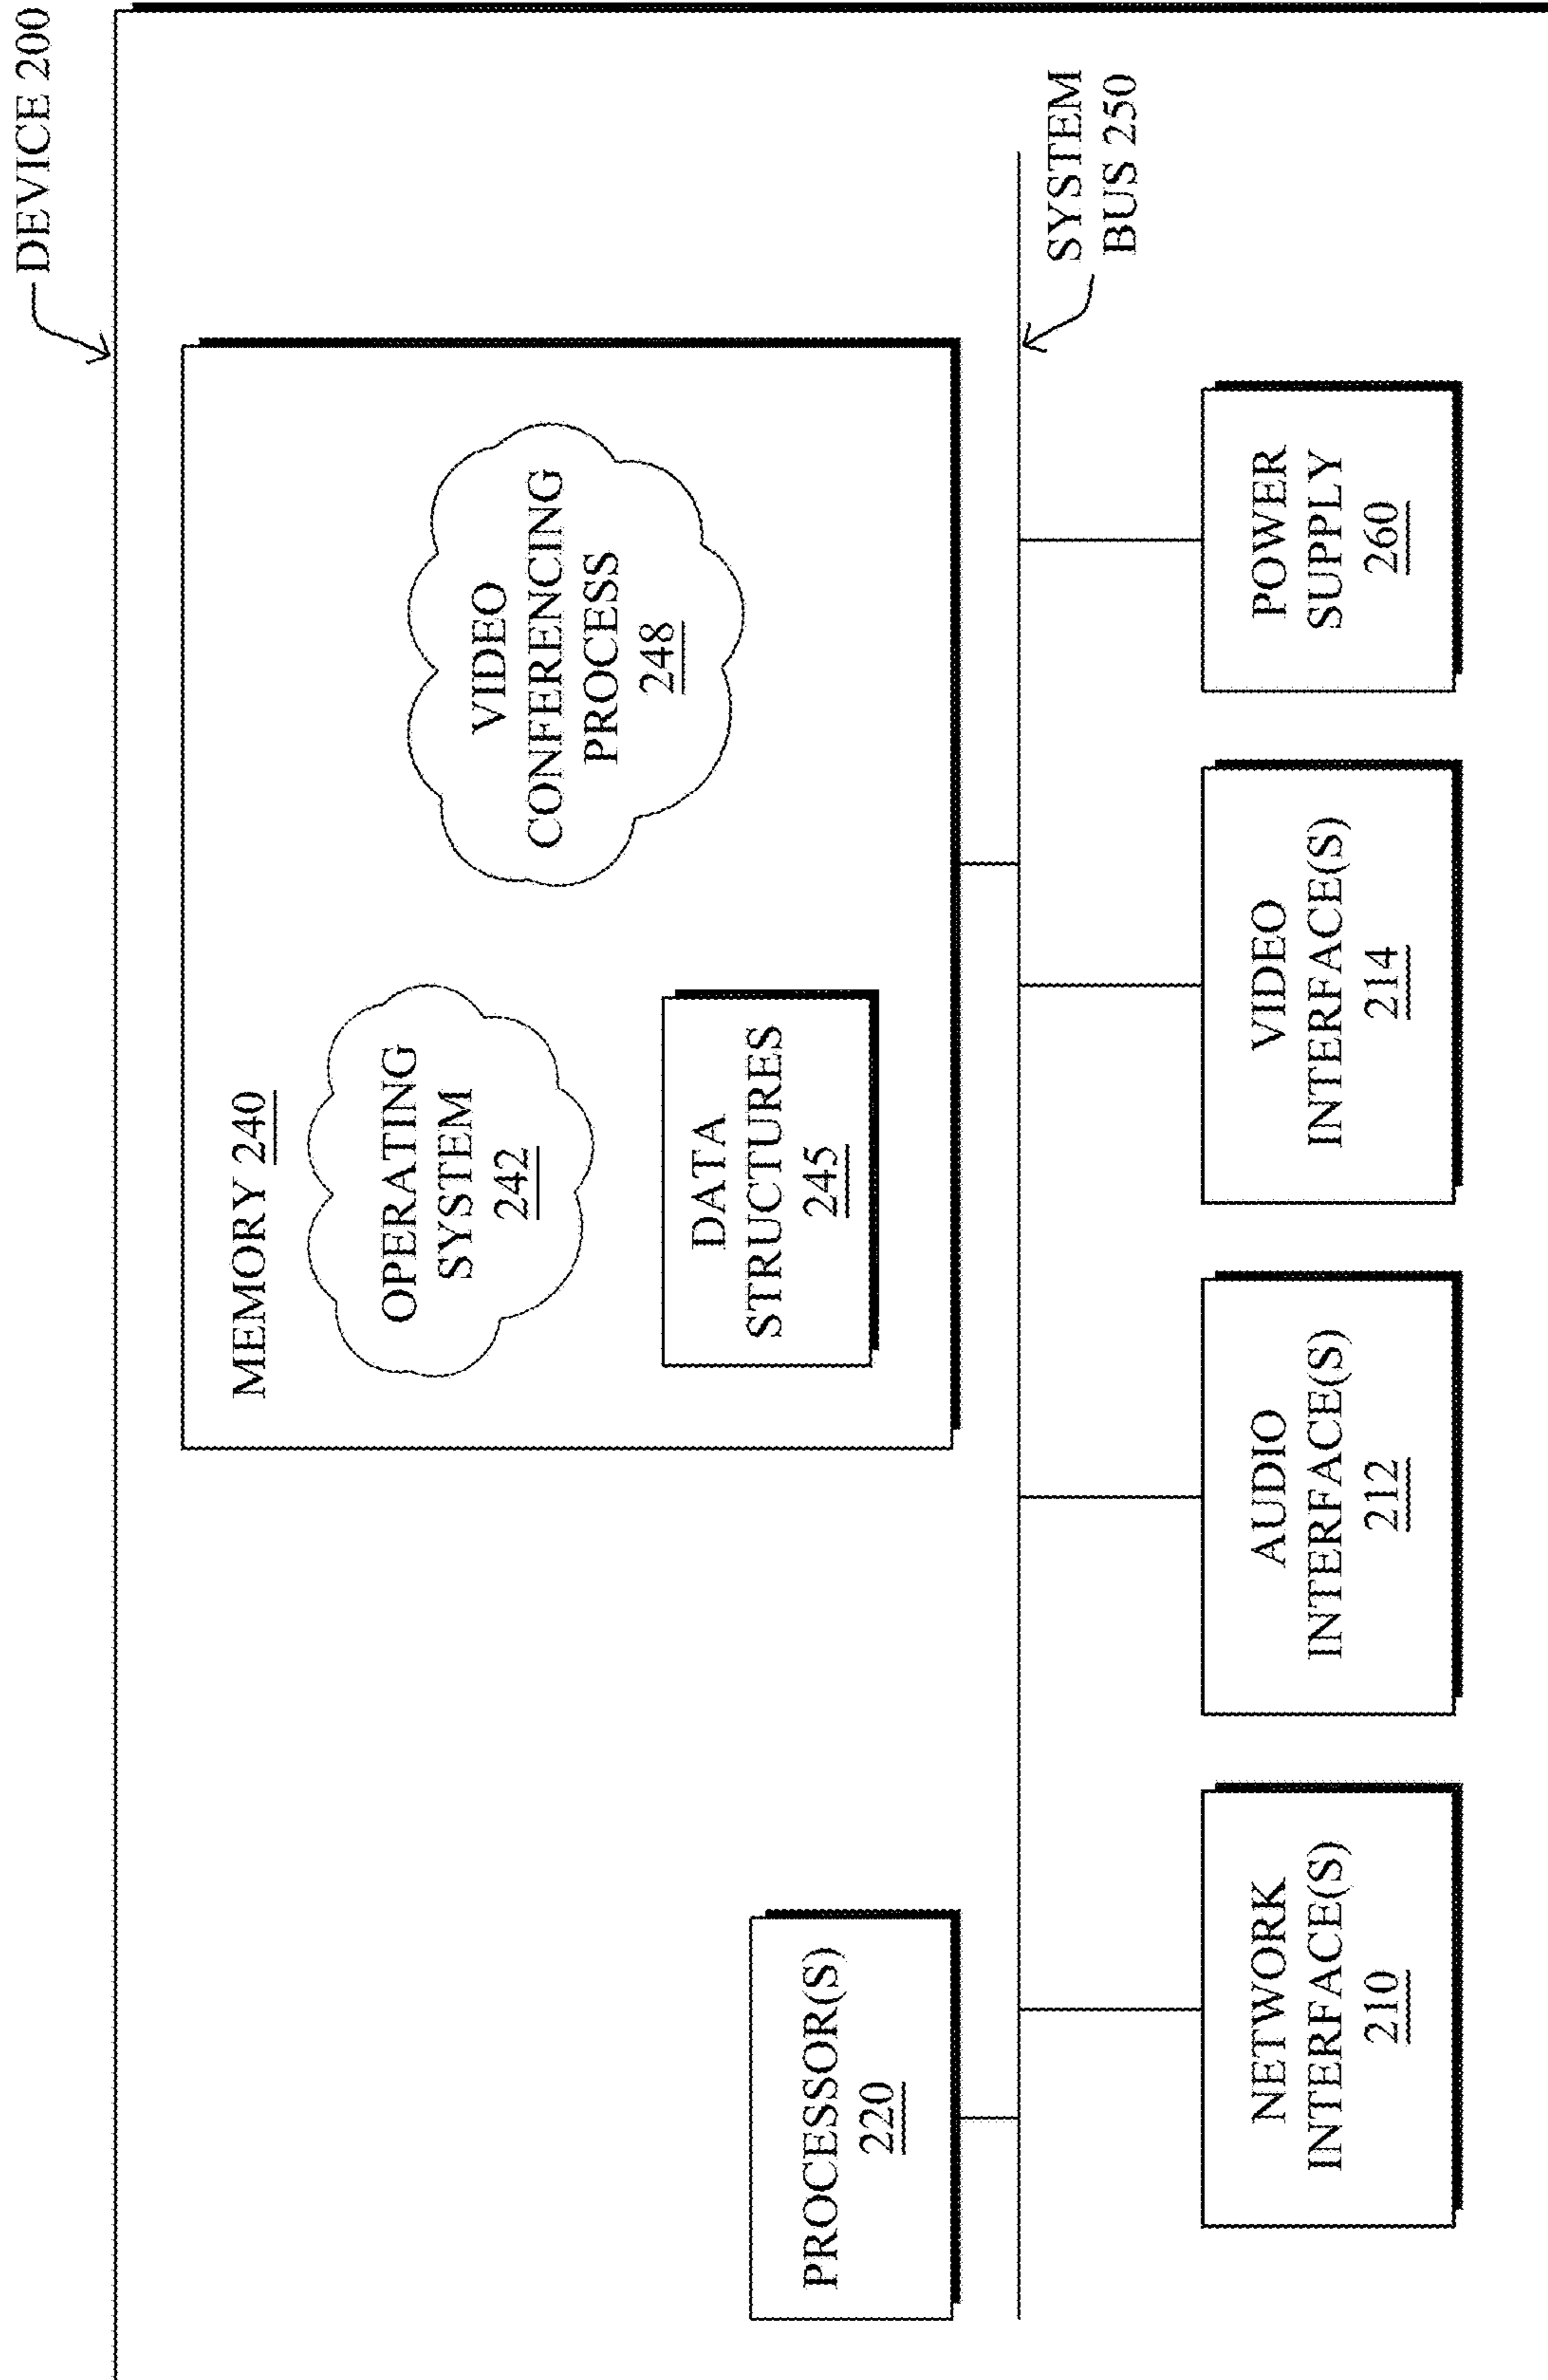 DEVICE 200
MEMORY 240
OPERATING
SYSTEM
242
VIDEO
CONFERENCING
PROCESS
248
DATA
STRUCTURES
245
PROCESSOR(S)
220
SYSTEM
BUS 250
NETWORK
INTERFACE(S)
210
AUDIO
INTERFACE(S)
212
VIDEO
INTERFACE(S)
214
POWER
SUPPLY
260